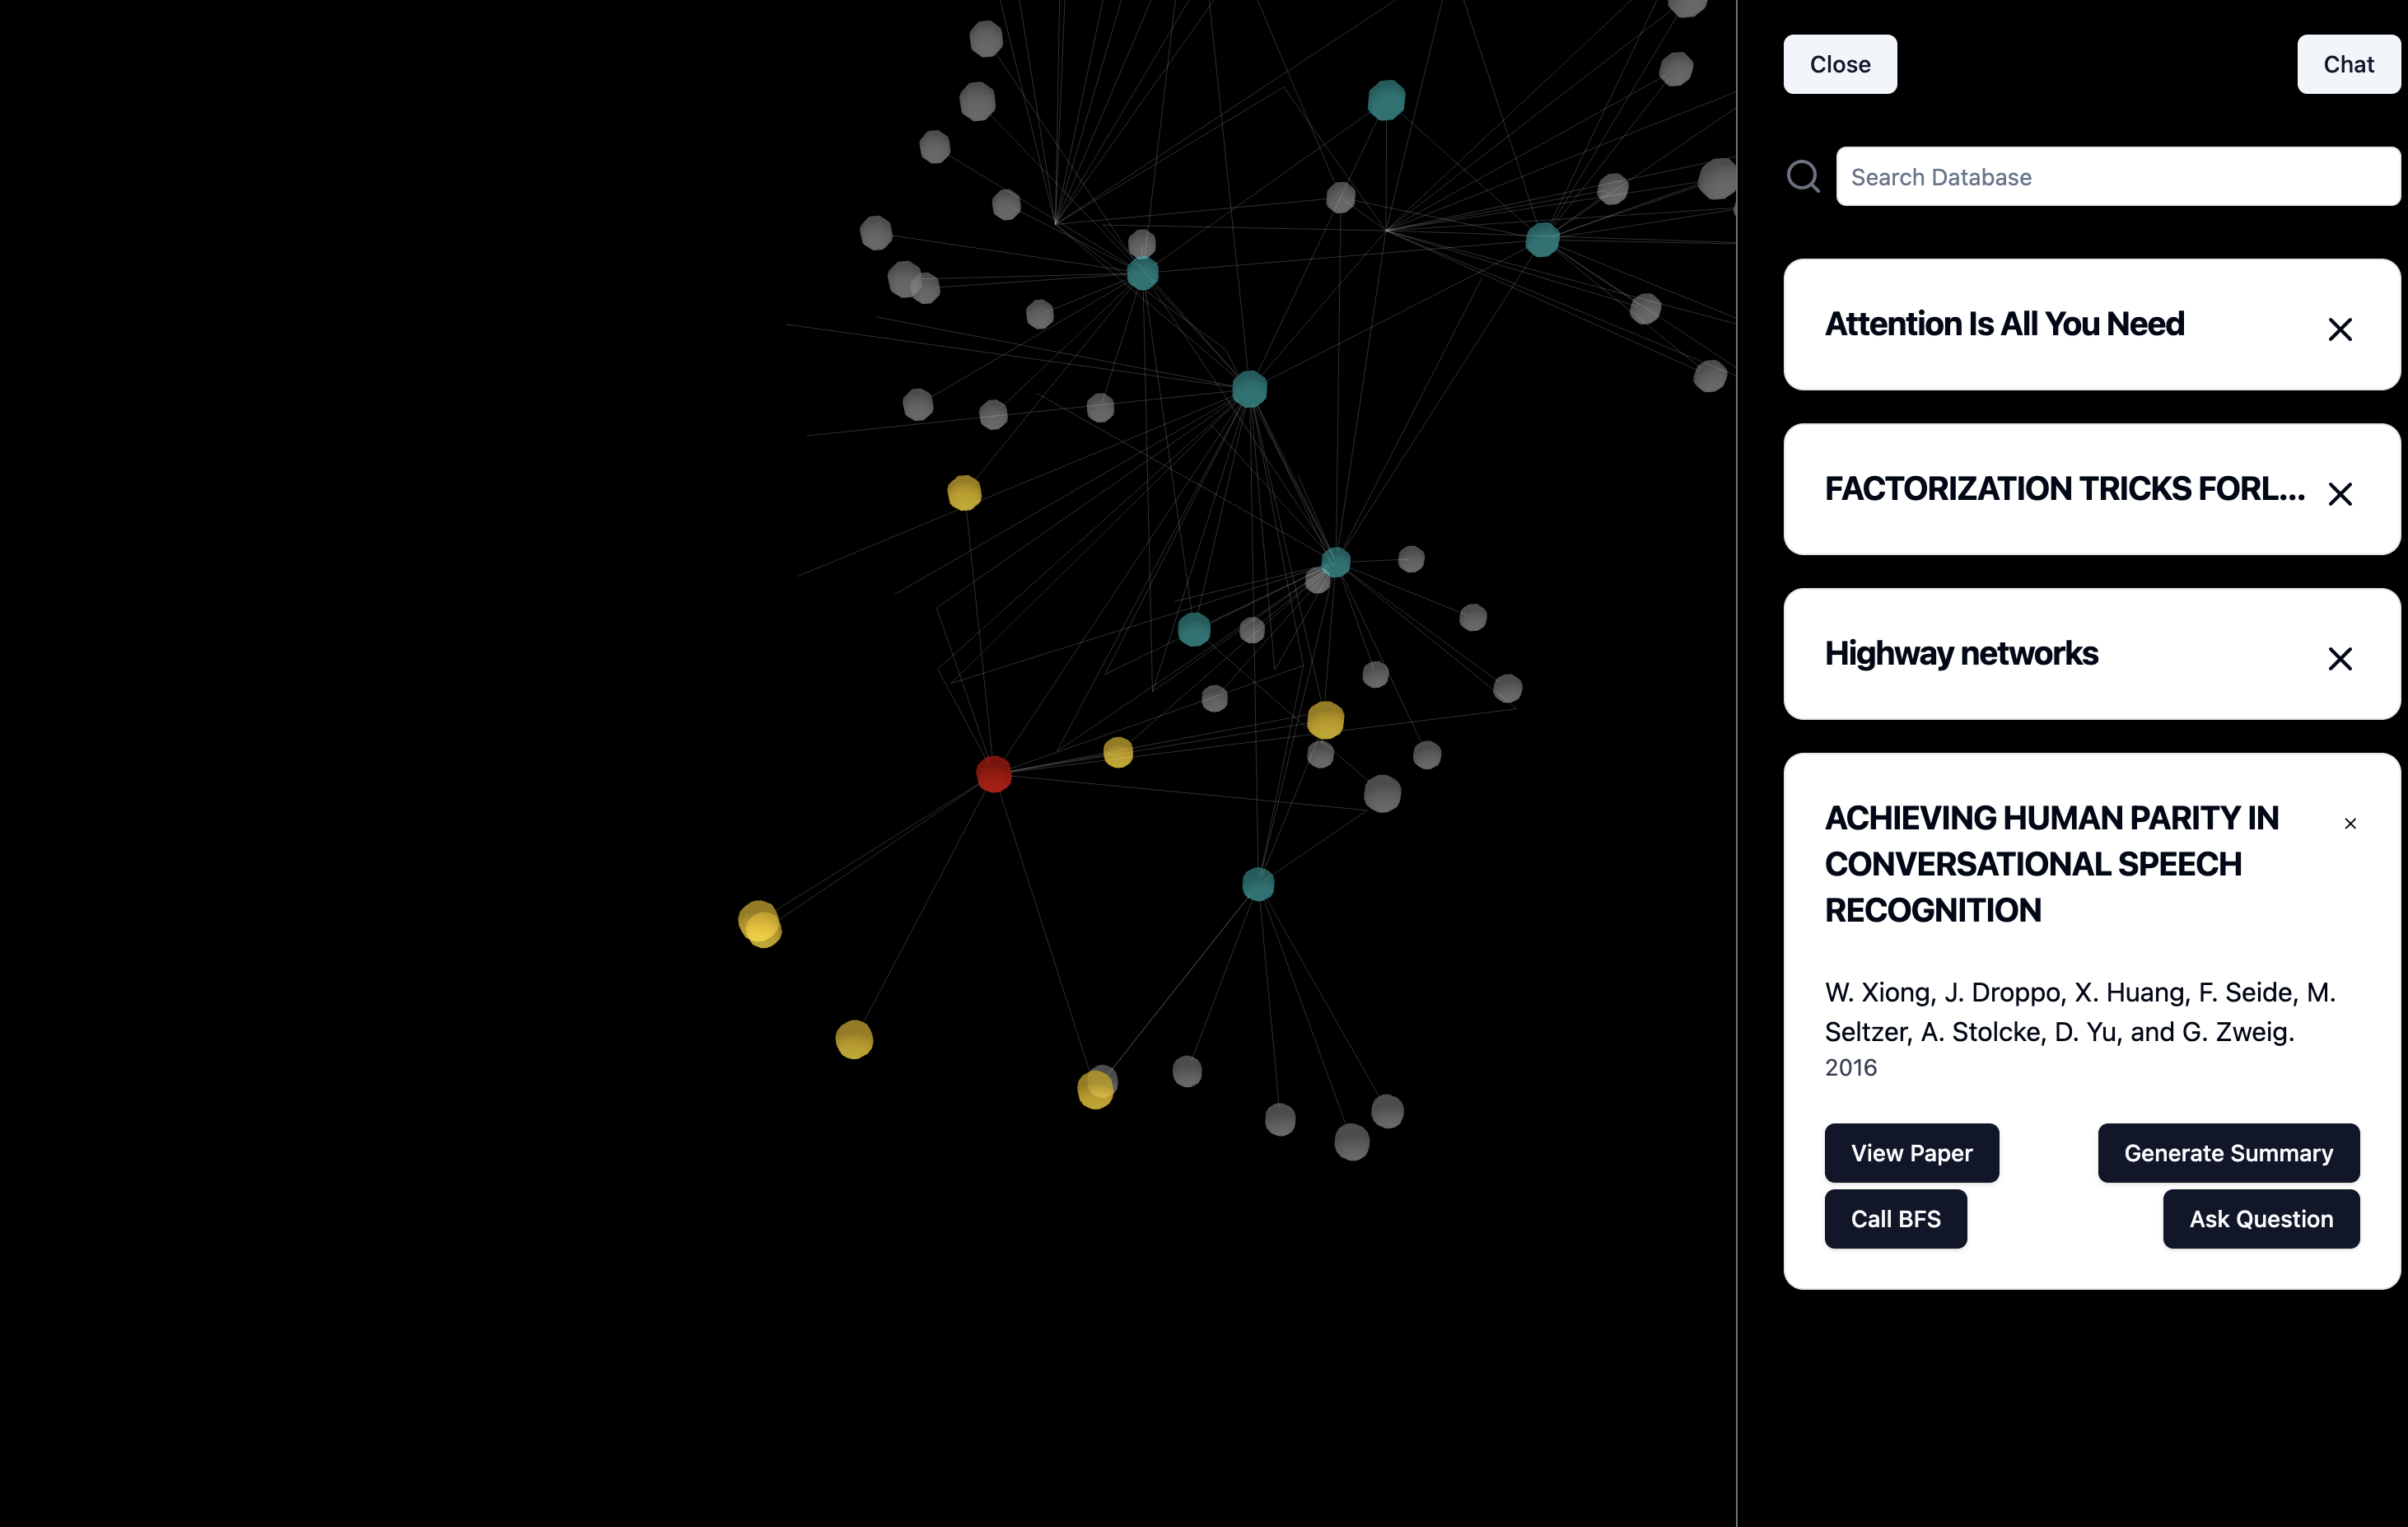 Close
Chat
Search Database
Attention Is All You Need
FACTORIZATION TRICKS FORL...
Highway networks
ACHIEVING HUMAN PARITY IN
CONVERSATIONAL SPEECH
RECOGNITION
W. Xiong, J. Droppo, X. Huang, F. Seide, M.
Seltzer, A. Stolcke, D. Yu, and G. Zweig.
2016
View Paper
Generate Summary
Call BFS
Ask Question